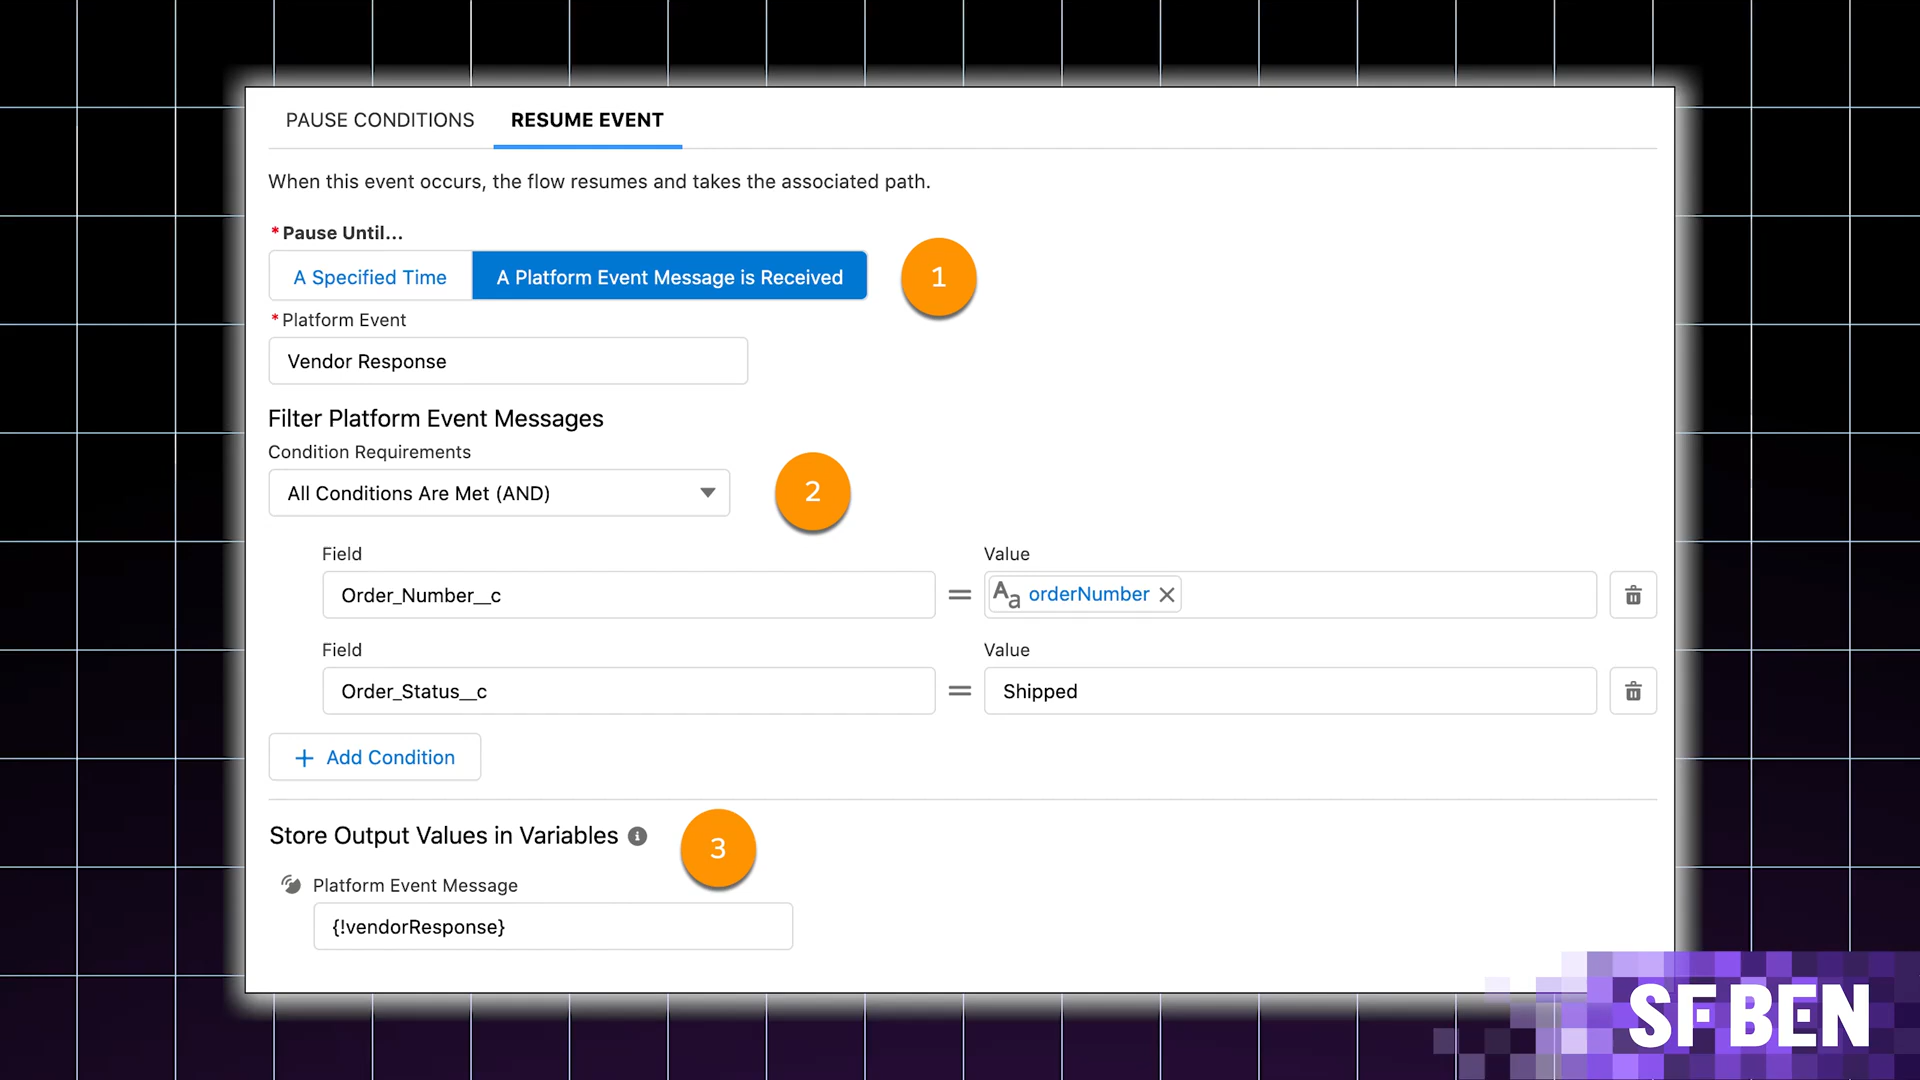 PAUSE CONDITIONS RESUME EVENT
When this event occurs, the flow resumes and takes the associated path.
*Pause Until...
A Specified Time A Platform Event Message is Received 1
*Platform Event
Vendor Response
Filter Platform Event Messages
Condition Requirements
All Conditions Are Met (AND) 2
Field Value
Order_Number__c = Aa orderNumber
Field Value
Order_Status__c = Shipped
+ Add Condition
Store Output Values in Variables 3
Platform Event Message
{!vendorResponse}
SF BEN